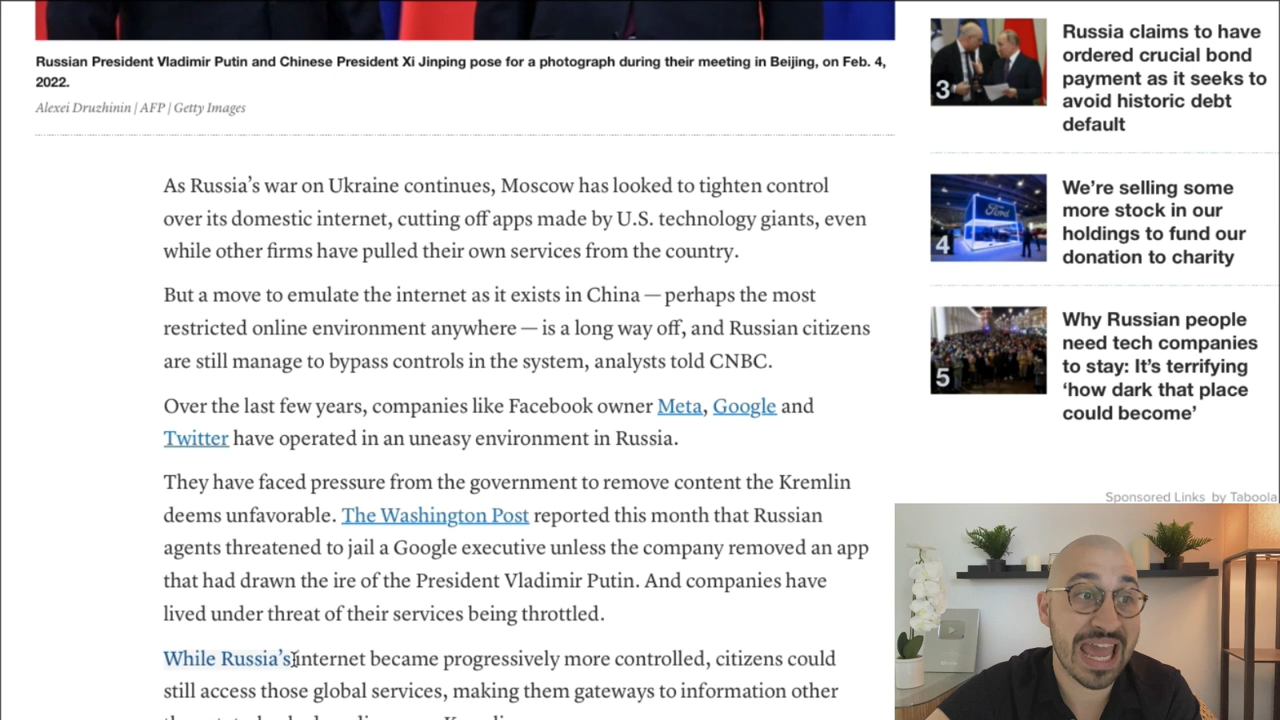 Russian President Vladimir Putin and Chinese President Xi Jinping pose for a photograph during their meeting in Beijing, on Feb. 4,
2022.
Alexei Druzhinin | AFP | Getty Images
As Russia’s war on Ukraine continues, Moscow has looked to tighten control
over its domestic internet, cutting off apps made by U.S. technology giants, even
while other firms have pulled their own services from the country.
But a move to emulate the internet as it exists in China — perhaps the most
restricted online environment anywhere — is a long way off, and Russian citizens
are still manage to bypass controls in the system, analysts told CNBC.
Over the last few years, companies like Facebook owner Meta, Google and
Twitter have operated in an uneasy environment in Russia.
They have faced pressure from the government to remove content the Kremlin
deems unfavorable. The Washington Post reported this month that Russian
agents threatened to jail a Google executive unless the company removed an app
that had drawn the ire of the President Vladimir Putin. And companies have
lived under threat of their services being throttled.
While Russia’s internet became progressively more controlled, citizens could
still access those global services, making them gateways to information other
3
Russia claims to have
ordered crucial bond
payment as it seeks to
avoid historic debt
default
4
Ford
We’re selling some
more stock in our
holdings to fund our
donation to charity
5
Why Russian people
need tech companies
to stay: It’s terrifying
‘how dark that place
could become’
Sponsored Links by Taboola